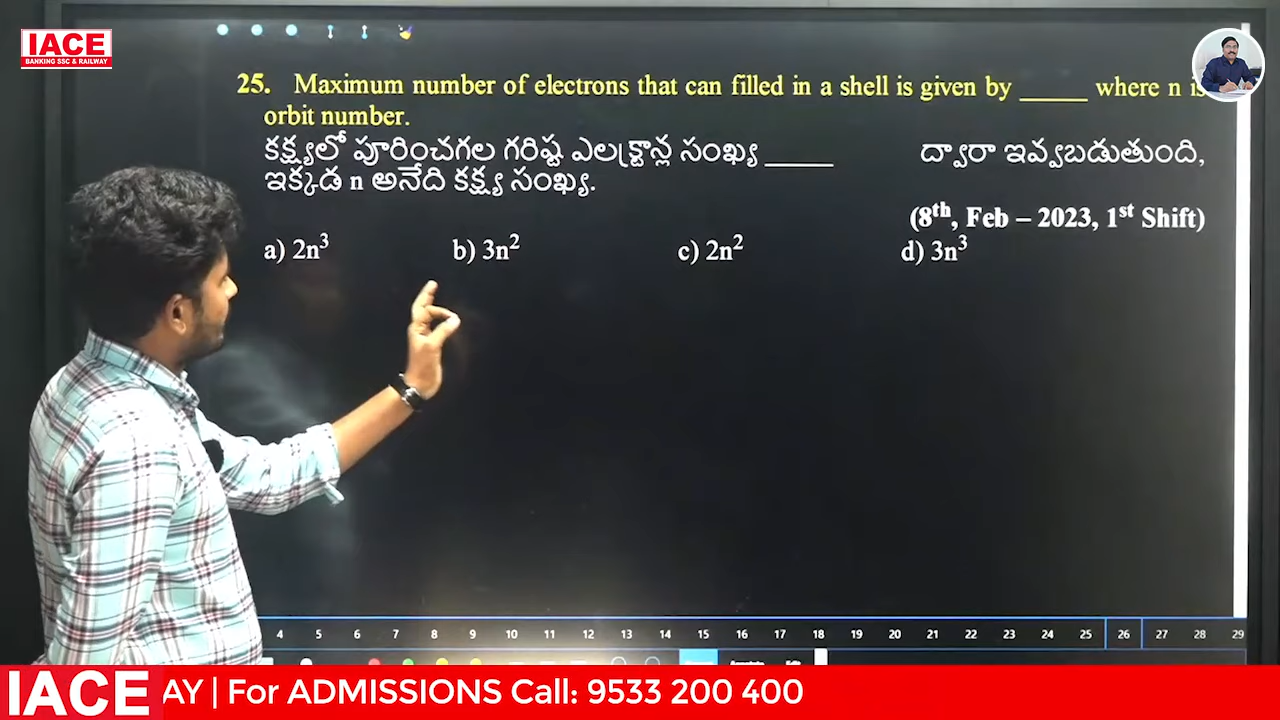 IACE
BANKING SSC & RAILWAY
25. Maximum number of electrons that can filled in a shell is given by _____ where n is
orbit number.
కక్ష్యలో పూరించగల గరిష్ట ఎలక్ట్రాన్ల సంఖ్య _____ ద్వారా ఇవ్వబడుతుంది,
ఇక్కడ n అనేది కక్ష్య సంఖ్య.
(8th, Feb – 2023, 1st Shift)
a) 2n³ b) 3n² c) 2n² d) 3n³
4 5 6 7 8 9 10 11 12 13 14 15 16 17 18 19 20 21 22 23 24 25 26 27 28 29
IACE AY | For ADMISSIONS Call: 9533 200 400